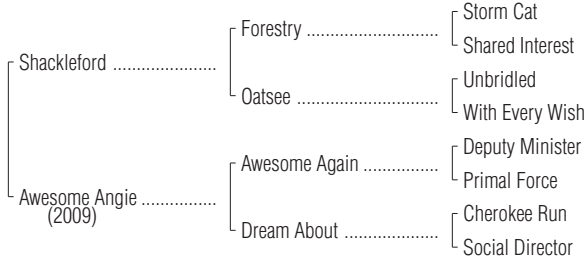 Storm Cat
Forestry ..................................
Shared Interest
Shackleford .....................
Unbridled
Oatsee ....................................
With Every Wish
Deputy Minister
Awesome Again ...................
Primal Force
Awesome Angie ...............
(2009)
Cherokee Run
Dream About .......................
Social Director